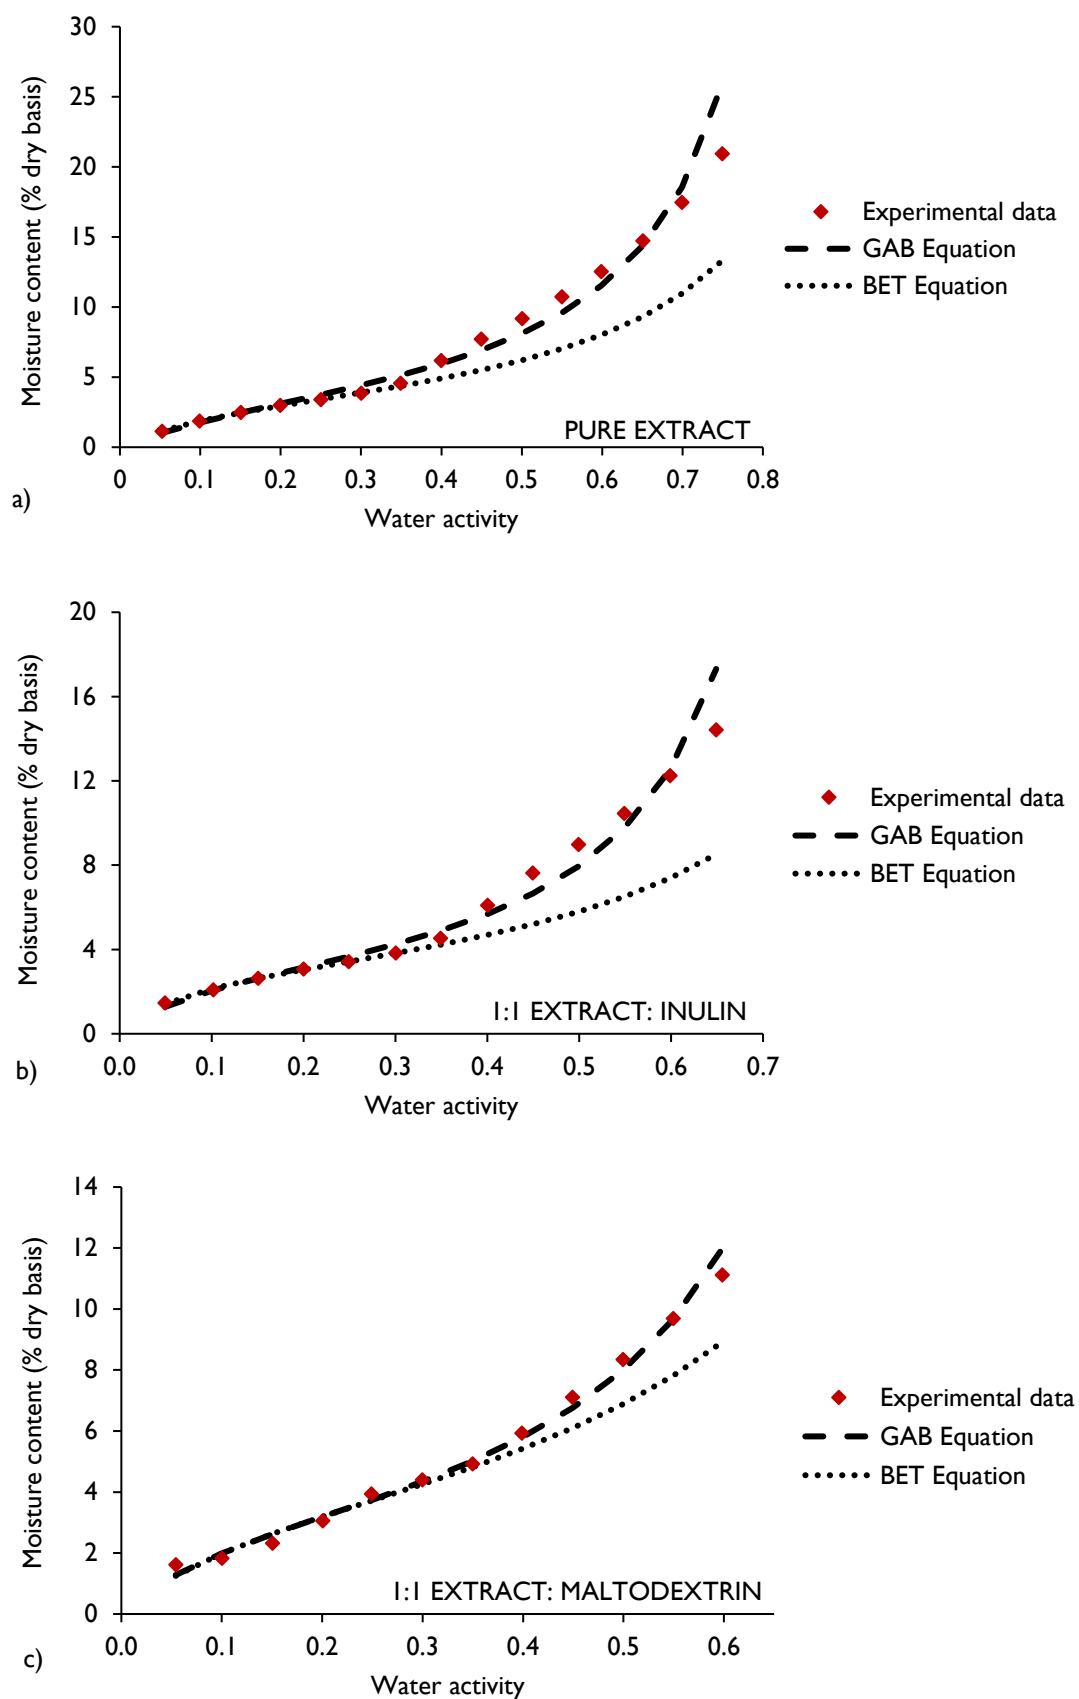 30
25
20
15
10
5
0
Moisture content (% dry basis)
0 0.1 0.2 0.3 0.4 0.5 0.6 0.7 0.8
Water activity
PURE EXTRACT
Experimental data
GAB Equation
BET Equation
a)
20
16
12
8
4
0
Moisture content (% dry basis)
0.0 0.1 0.2 0.3 0.4 0.5 0.6 0.7
Water activity
1:1 EXTRACT: INULIN
Experimental data
GAB Equation
BET Equation
b)
14
12
10
8
6
4
2
0
Moisture content (% dry basis)
0.0 0.1 0.2 0.3 0.4 0.5 0.6
Water activity
1:1 EXTRACT: MALTODEXTRIN
Experimental data
GAB Equation
BET Equation
c)